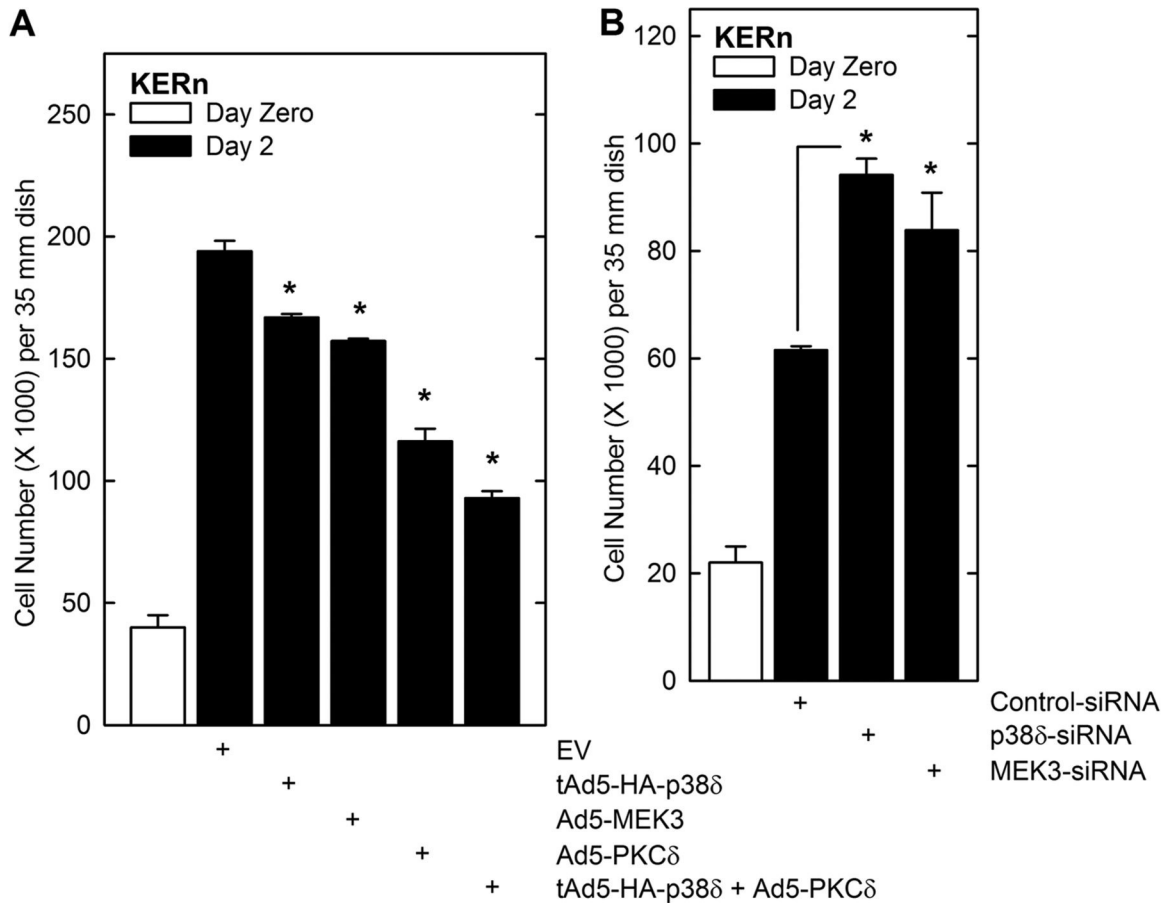 A
KERn
Day Zero
Day 2
Cell Number (X 1000) per 35 mm dish
250
200
150
100
50
0
*
*
*
*
+ EV
+ tAd5-HA-p38δ
+ Ad5-MEK3
+ Ad5-PKCδ
+ tAd5-HA-p38δ + Ad5-PKCδ
B
KERn
Day Zero
Day 2
Cell Number (X 1000) per 35 mm dish
120
100
80
60
40
20
0
*
*
+ Control-siRNA
+ p38δ-siRNA
+ MEK3-siRNA